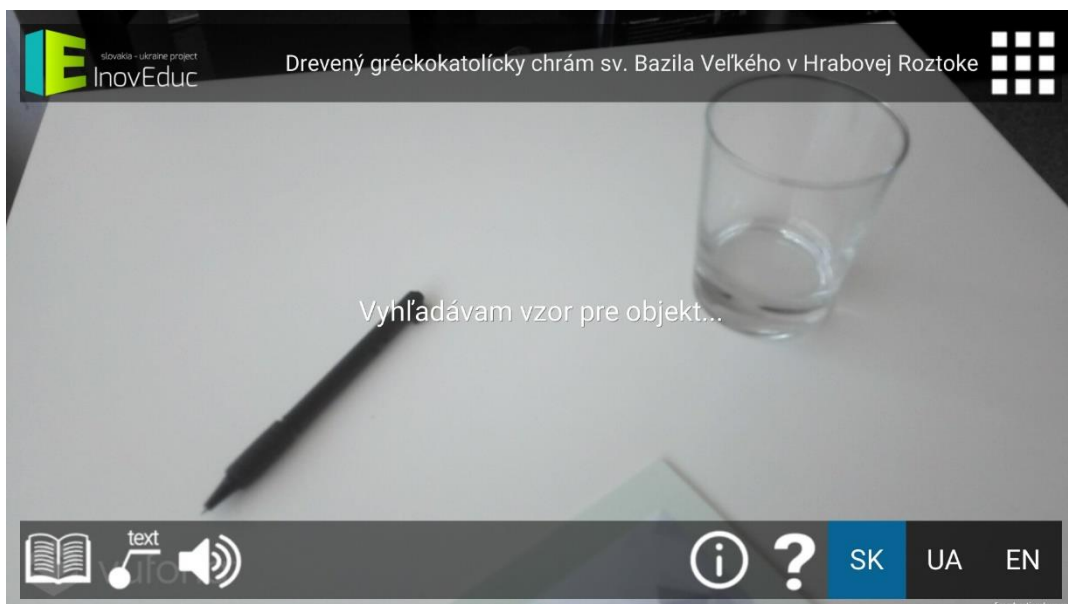 slovakia - ukraine project
InovEduc
Drevený gréckokatolícky chrám sv. Bazila Veľkého v Hrabovej Roztoke
Vyhľadávam vzor pre objekt...
text
vufor
SK
UA
EN